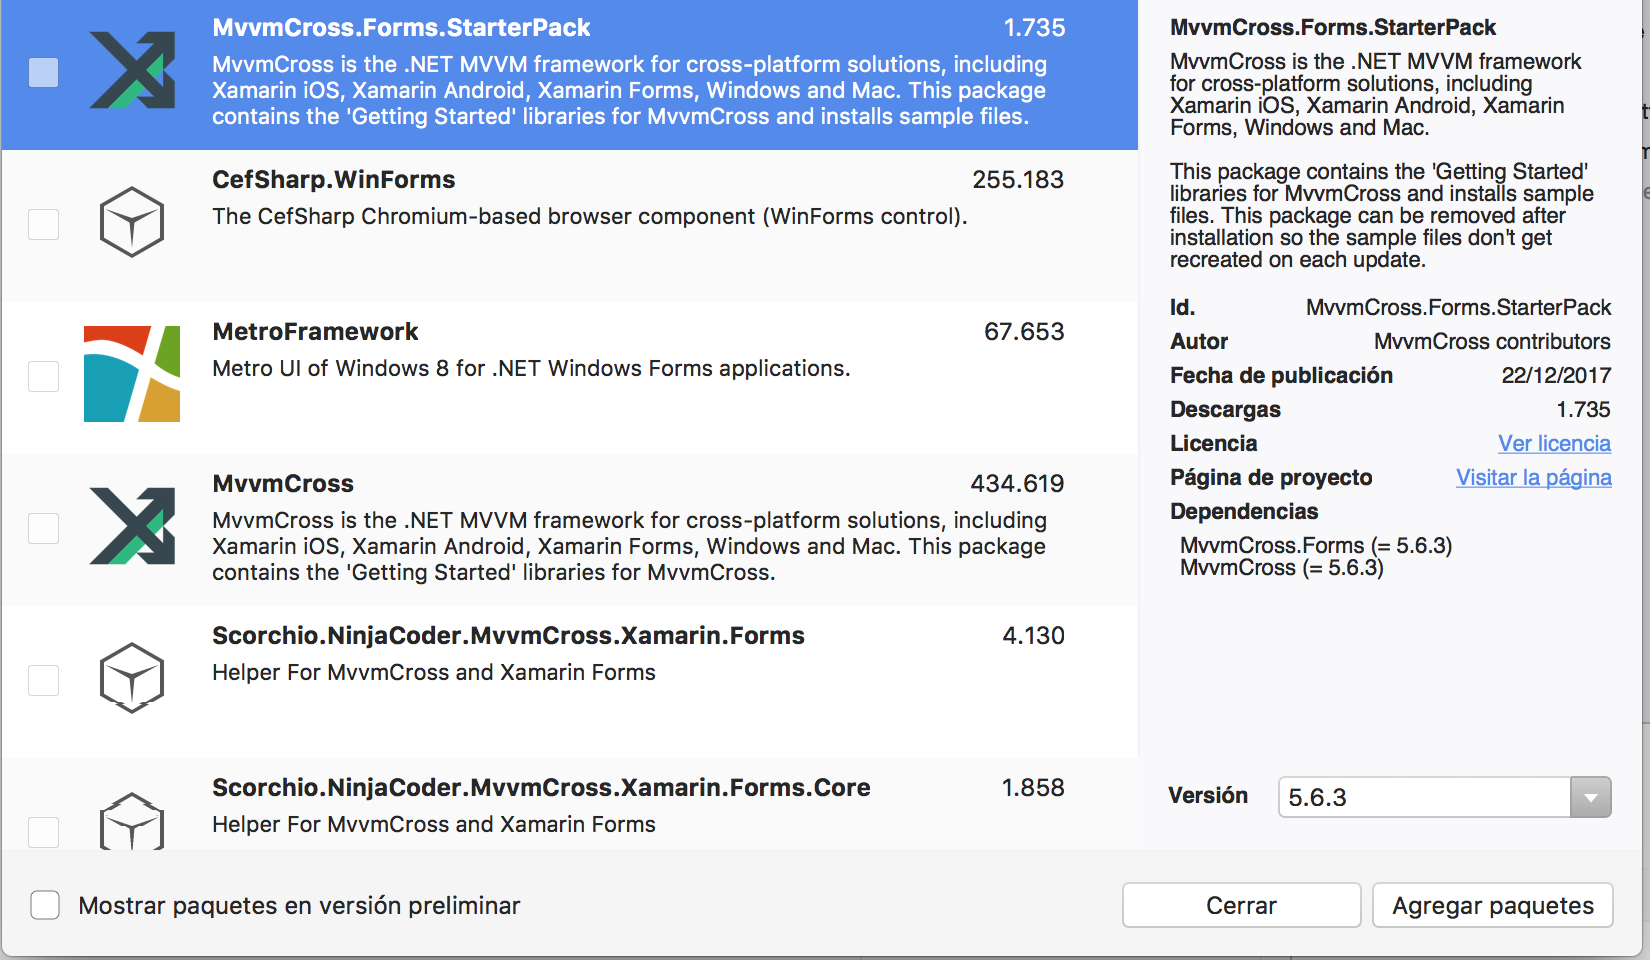 MvvmCross.Forms.StarterPack 1.735
MvvmCross is the .NET MVVM framework for cross-platform solutions, including
Xamarin iOS, Xamarin Android, Xamarin Forms, Windows and Mac. This package
contains the 'Getting Started' libraries for MvvmCross and installs sample files.
CefSharp.WinForms 255.183
The CefSharp Chromium-based browser component (WinForms control).
MetroFramework 67.653
Metro UI of Windows 8 for .NET Windows Forms applications.
MvvmCross 434.619
MvvmCross is the .NET MVVM framework for cross-platform solutions, including
Xamarin iOS, Xamarin Android, Xamarin Forms, Windows and Mac. This package
contains the 'Getting Started' libraries for MvvmCross.
Scorchio.NinjaCoder.MvvmCross.Xamarin.Forms 4.130
Helper For MvvmCross and Xamarin Forms
Scorchio.NinjaCoder.MvvmCross.Xamarin.Forms.Core 1.858
Helper For MvvmCross and Xamarin Forms
MvvmCross.Forms.StarterPack
MvvmCross is the .NET MVVM framework
for cross-platform solutions, including
Xamarin iOS, Xamarin Android, Xamarin
Forms, Windows and Mac.
This package contains the 'Getting Started'
libraries for MvvmCross and installs sample
files. This package can be removed after
installation so the sample files don't get
recreated on each update.
Id. MvvmCross.Forms.StarterPack
Autor MvvmCross contributors
Fecha de publicación 22/12/2017
Descargas 1.735
Licencia Ver licencia
Página de proyecto Visitar la página
Dependencias
MvvmCross.Forms (= 5.6.3)
MvvmCross (= 5.6.3)
Versión 5.6.3
Mostrar paquetes en versión preliminar
Cerrar
Agregar paquetes